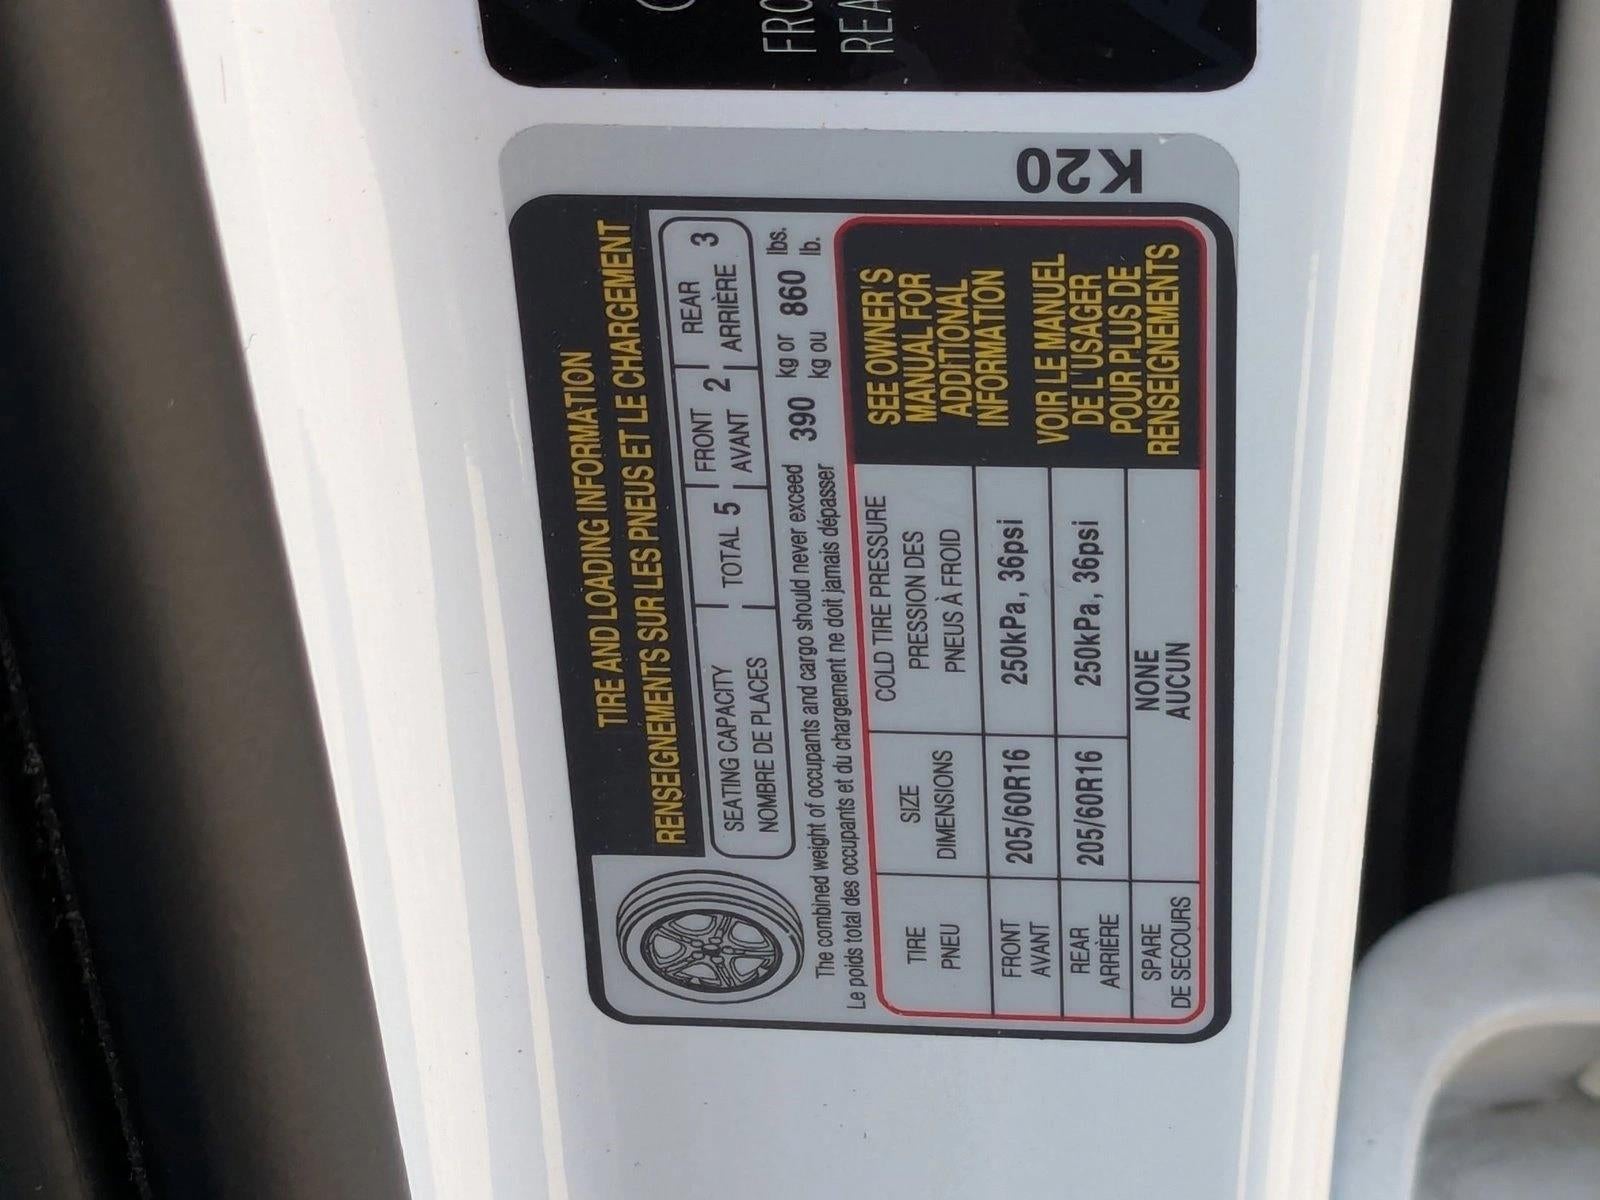 FRO
REA
K20
TIRE AND LOADING INFORMATION
RENSEIGNEMENTS SUR LES PNEUS ET LE CHARGEMENT
SEATING CAPACITY
NOMBRE DE PLACES
TOTAL 5
FRONT
AVANT
2
REAR
ARRIÈRE
3
The combined weight of occupants and cargo should never exceed 390 kg or 860 lbs.
Le poids total des occupants et du chargement ne doit jamais dépasser kg ou lb.
TIRE
PNEU
SIZE
DIMENSIONS
COLD TIRE PRESSURE
PRESSION DES
PNEUS À FROID
FRONT
AVANT
205/60R16
250kPa, 36psi
REAR
ARRIÈRE
205/60R16
250kPa, 36psi
SPARE
DE SECOURS
NONE
AUCUN
SEE OWNER'S
MANUAL FOR
ADDITIONAL
INFORMATION
VOIR LE MANUEL
DE L'USAGER
POUR PLUS DE
RENSEIGNEMENTS